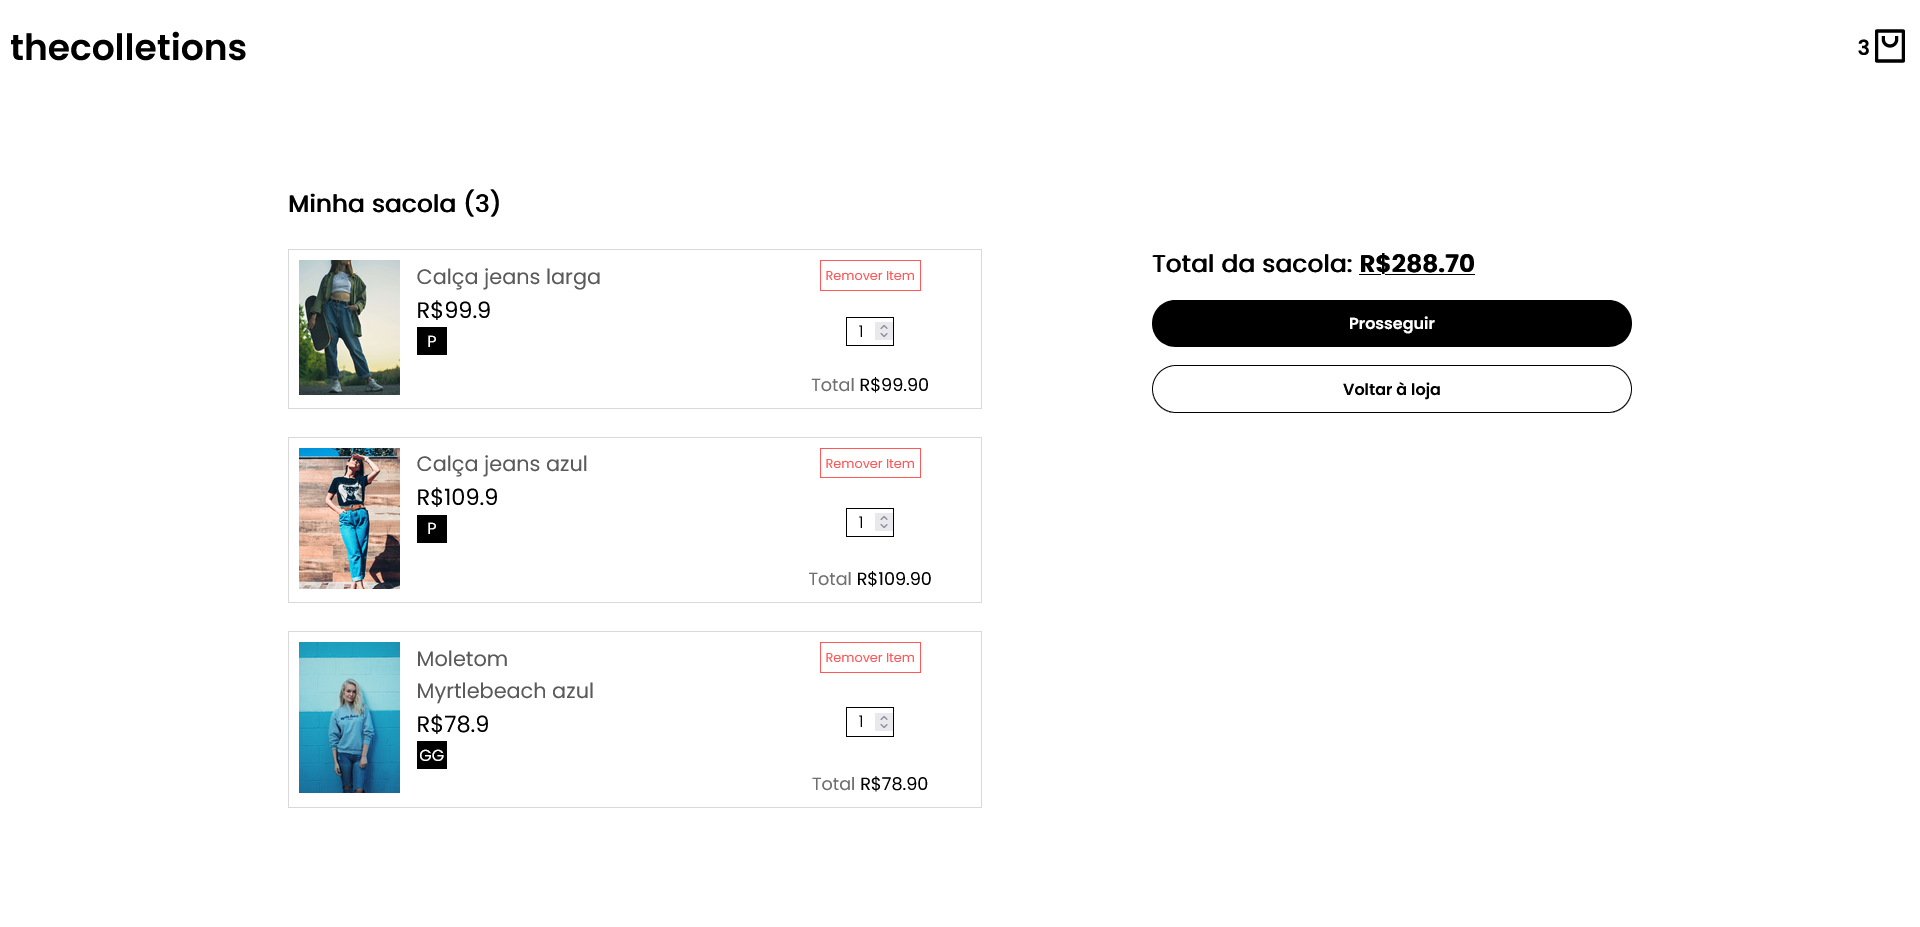 thecolletions
3
Minha sacola (3)
Calça jeans larga
R$99.9
P
Remover Item
1
Total R$99.90
Calça jeans azul
R$109.9
P
Remover Item
1
Total R$109.90
Moletom
Myrtlebeach azul
R$78.9
GG
Remover Item
1
Total R$78.90
Total da sacola: R$288.70
Prosseguir
Voltar à loja